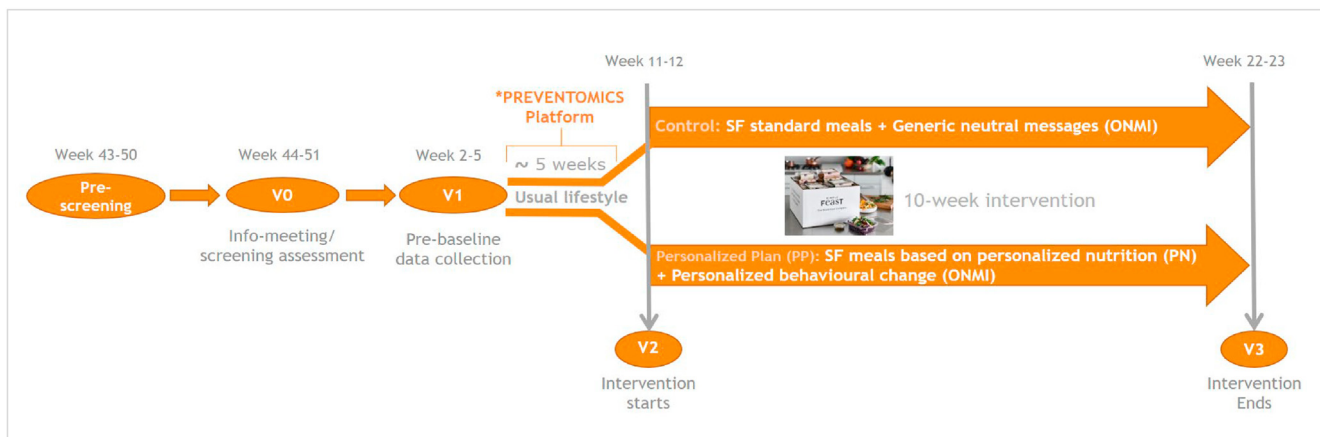 Week 43-50
Pre-
screening
Week 44-51
V0
Info-meeting/
screening assessment
Week 2-5
V1
Pre-baseline
data collection
*PREVENTOMICS
Platform
~ 5 weeks
Usual lifestyle
Week 11-12
Week 22-23
Control: SF standard meals + Generic neutral messages (ONMI)
FEAST
10-week intervention
Personalized Plan (PP): SF meals based on personalized nutrition (PN)
+ Personalized behavioural change (ONMI)
V2
Intervention
starts
V3
Intervention
Ends